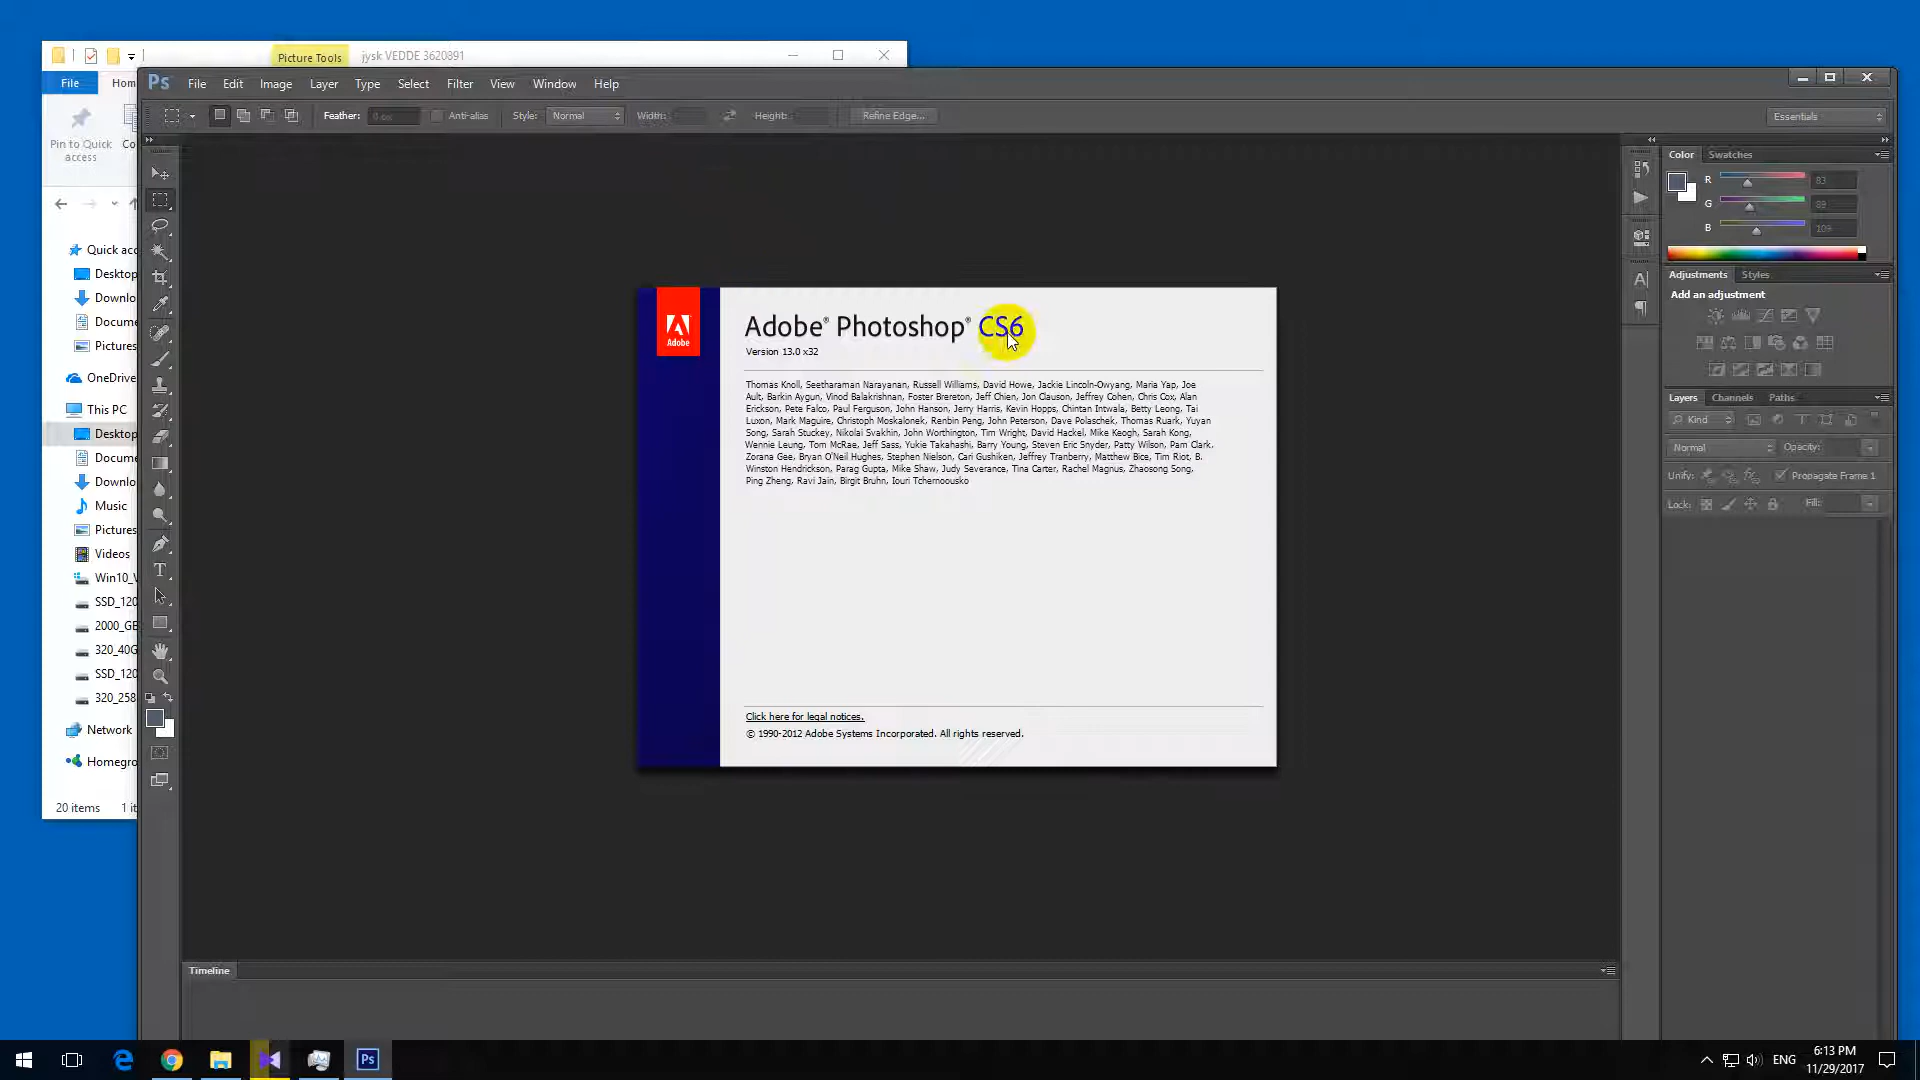 Picture Tools
jysk VEDDE 3620891
File
Hom
Ps
File Edit Image Layer Type Select Filter View Window Help
Feather: 0 px Anti-alias Style: Normal Width: Height: Refine Edge...
Essentials
Pin to Quick
access
Co
Quick acc
Desktop
Downlo
Docume
Pictures
OneDrive
This PC
Desktop
Docume
Downlo
Music
Pictures
Videos
Win10_V
SSD_120
2000_GB
320_40G
SSD_120
320_258
Network
Homegro
20 items 1 it
Adobe
Adobe® Photoshop® CS6
Version 13.0 x32
Thomas Knoll, Seetharaman Narayanan, Russell Williams, David Howe, Jackie Lincoln-Owyang, Maria Yap, Joe
Ault, Barkin Aygun, Vinod Balakrishnan, Foster Brereton, Jeff Chien, Jon Clauson, Jeffrey Cohen, Chris Cox, Alan
Erickson, Pete Falco, Paul Ferguson, John Hanson, Jerry Harris, Kevin Hopps, Chintan Intwala, Betty Leong, Tai
Luxon, Mark Maguire, Christoph Moskalonek, Renbin Peng, John Peterson, Dave Polaschek, Thomas Ruark, Yuyan
Song, Sarah Stuckey, Nikolai Svakhin, John Worthington, Tim Wright, David Hackel, Mike Keogh, Sarah Kong,
Wennie Leung, Tom McRae, Jeff Sass, Yukie Takahashi, Barry Young, Steven Eric Snyder, Patty Wilson, Pam Clark,
Zorana Gee, Bryan O'Neil Hughes, Stephen Nielson, Cari Gushiken, Jeffrey Tranberry, Matthew Bice, Tim Riot, B.
Winston Hendrickson, Parag Gupta, Mike Shaw, Judy Severance, Tina Carter, Rachel Magnus, Zhaosong Song,
Ping Zheng, Ravi Jain, Birgit Bruhn, Iouri Tchernoousko
Click here for legal notices.
© 1990-2012 Adobe Systems Incorporated. All rights reserved.
Color Swatches
R 83
G 89
B 109
Adjustments Styles
Add an adjustment
Layers Channels Paths
Kind
Normal Opacity:
Unify: Propagate Frame 1
Lock: Fill:
Timeline
Ps
ENG
6:13 PM
11/29/2017